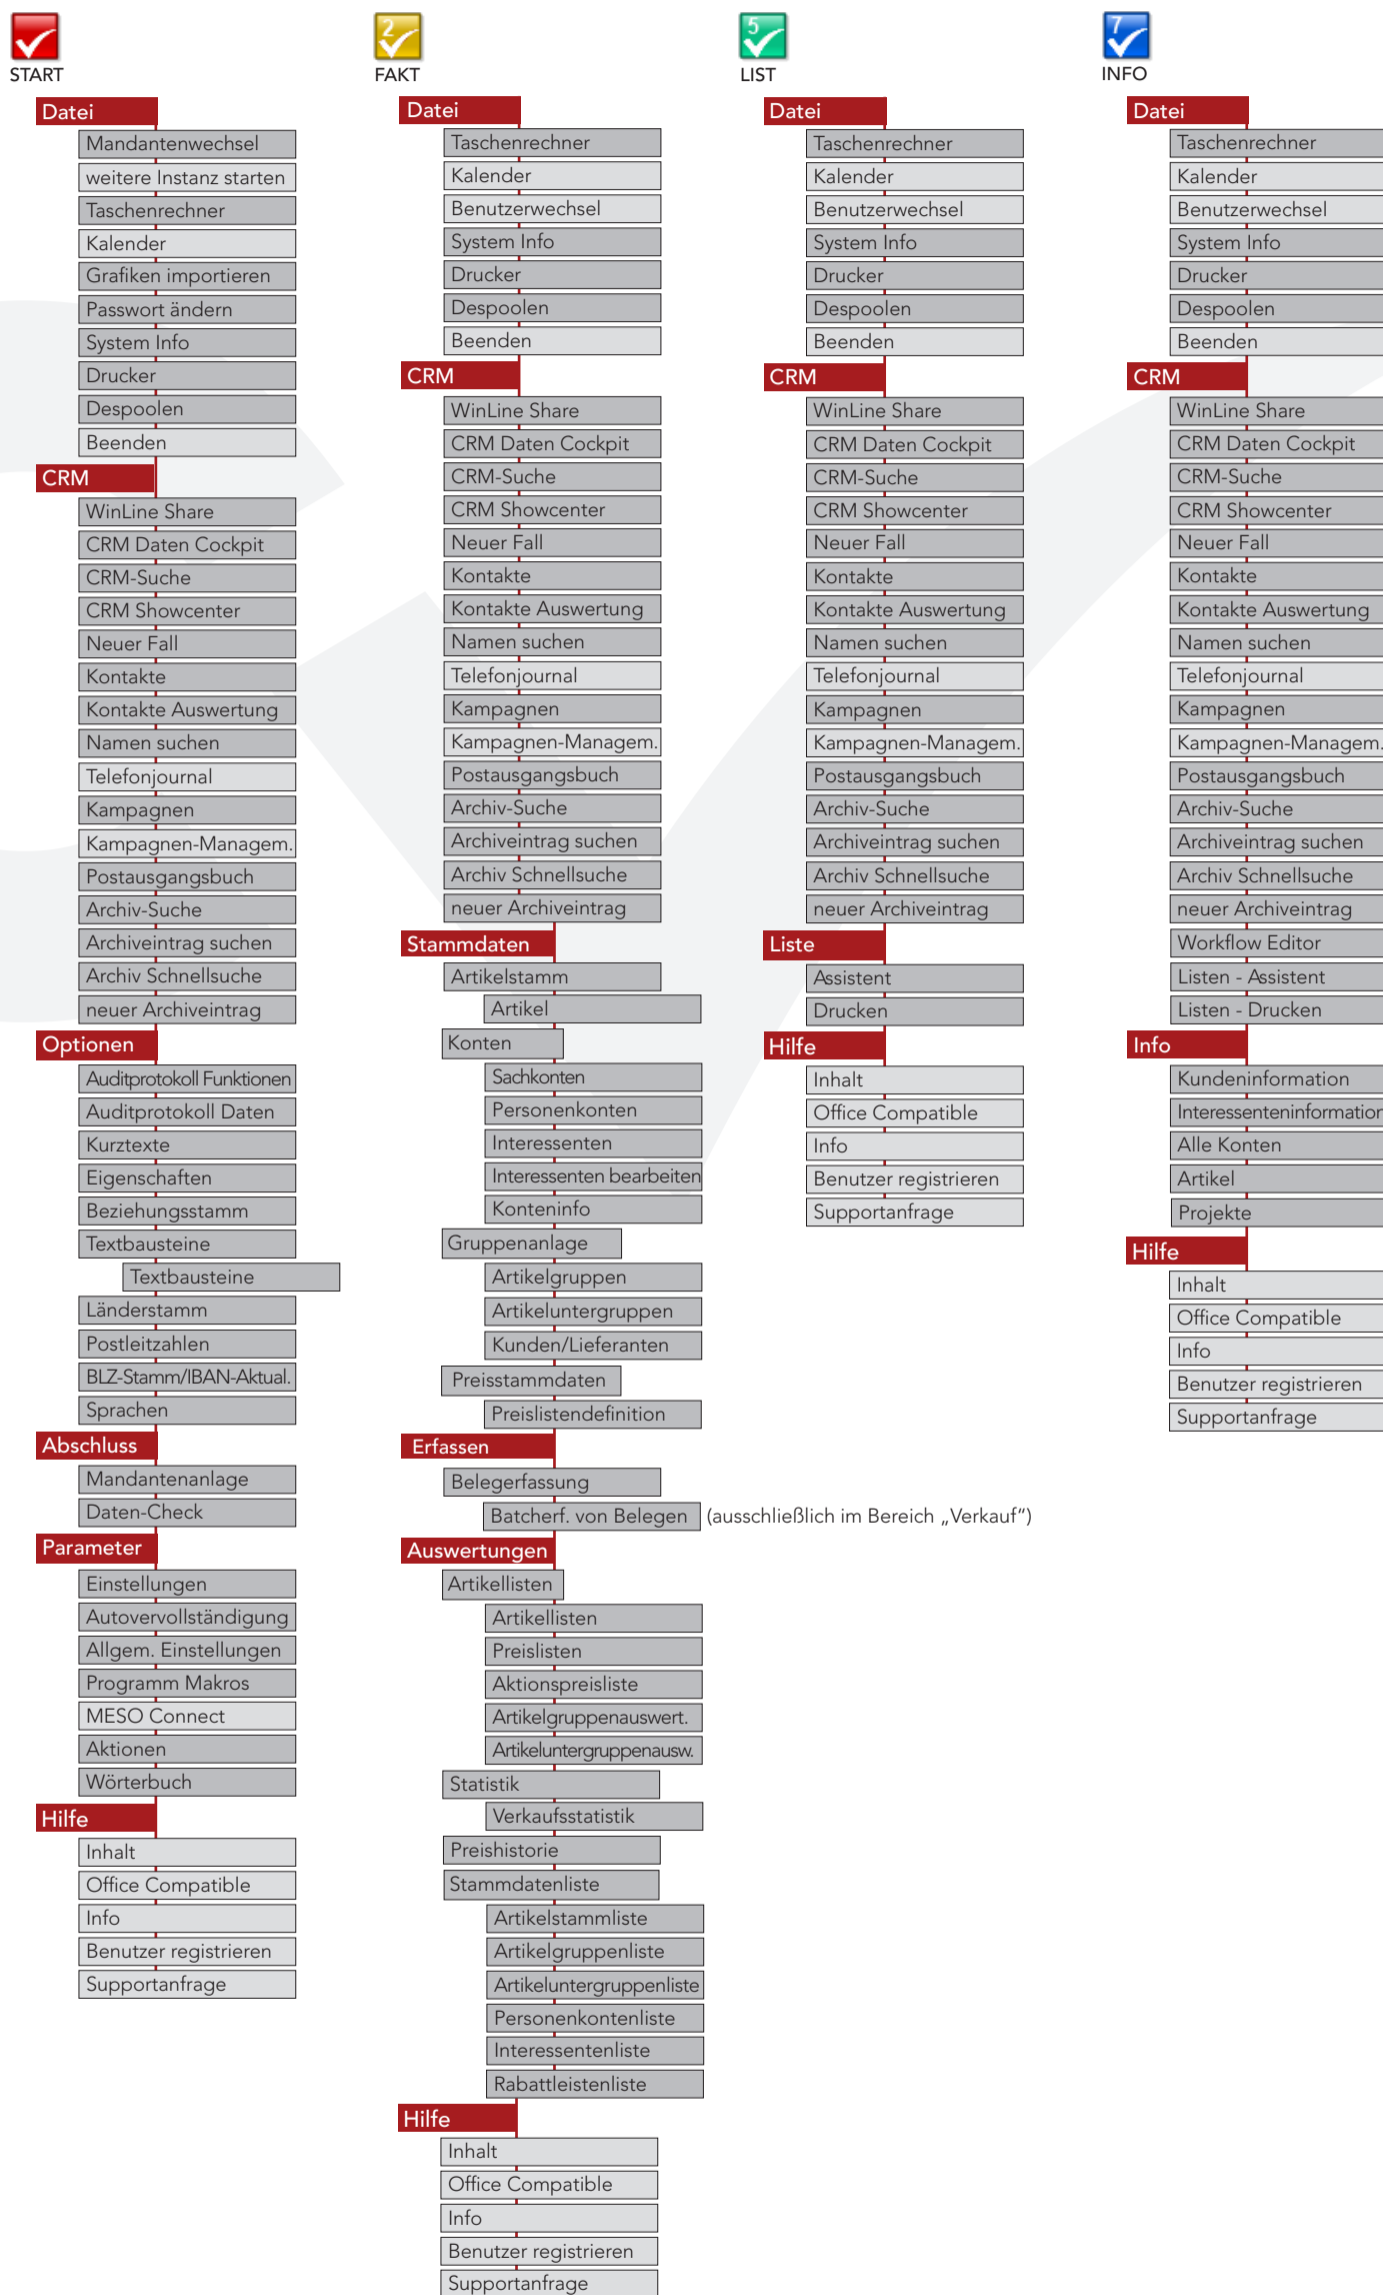 START
Datei
Mandantenwechsel
weitere Instanz starten
Taschenrechner
Kalender
Grafiken importieren
Passwort ändern
System Info
Drucker
Despoolen
Beenden
CRM
WinLine Share
CRM Daten Cockpit
CRM-Suche
CRM Showcenter
Neuer Fall
Kontakte
Kontakte Auswertung
Namen suchen
Telefonjournal
Kampagnen
Kampagnen-Managem.
Postausgangsbuch
Archiv-Suche
Archiveintrag suchen
Archiv Schnellsuche
neuer Archiveintrag
Optionen
Auditprotokoll Funktionen
Auditprotokoll Daten
Kurztexte
Eigenschaften
Beziehungsstamm
Textbausteine
Textbausteine
Länderstamm
Postleitzahlen
BLZ-Stamm/IBAN-Aktual.
Sprachen
Abschluss
Mandantenanlage
Daten-Check
Parameter
Einstellungen
Autovervollständigung
Allgem. Einstellungen
Programm Makros
MESO Connect
Aktionen
Wörterbuch
Hilfe
Inhalt
Office Compatible
Info
Benutzer registrieren
Supportanfrage
2
FAKT
Datei
Taschenrechner
Kalender
Benutzerwechsel
System Info
Drucker
Despoolen
Beenden
CRM
WinLine Share
CRM Daten Cockpit
CRM-Suche
CRM Showcenter
Neuer Fall
Kontakte
Kontakte Auswertung
Namen suchen
Telefonjournal
Kampagnen
Kampagnen-Managem.
Postausgangsbuch
Archiv-Suche
Archiveintrag suchen
Archiv Schnellsuche
neuer Archiveintrag
Stammdaten
Artikelstamm
Artikel
Konten
Sachkonten
Personenkonten
Interessenten
Interessenten bearbeiten
Konteninfo
Gruppenanlage
Artikelgruppen
Artikeluntergruppen
Kunden/Lieferanten
Preisstammdaten
Preislistendefinition
Erfassen
Belegerfassung
Batcherf. von Belegen (ausschließlich im Bereich „Verkauf“)
Auswertungen
Artikellisten
Artikellisten
Preislisten
Aktionspreisliste
Artikelgruppenauswert.
Artikeluntergruppenausw.
Statistik
Verkaufsstatistik
Preishistorie
Stammdatenliste
Artikelstammliste
Artikelgruppenliste
Artikeluntergruppenliste
Personenkontenliste
Interessentenliste
Rabattleistenliste
Hilfe
Inhalt
Office Compatible
Info
Benutzer registrieren
Supportanfrage
5
LIST
Datei
Taschenrechner
Kalender
Benutzerwechsel
System Info
Drucker
Despoolen
Beenden
CRM
WinLine Share
CRM Daten Cockpit
CRM-Suche
CRM Showcenter
Neuer Fall
Kontakte
Kontakte Auswertung
Namen suchen
Telefonjournal
Kampagnen
Kampagnen-Managem.
Postausgangsbuch
Archiv-Suche
Archiveintrag suchen
Archiv Schnellsuche
neuer Archiveintrag
Liste
Assistent
Drucken
Hilfe
Inhalt
Office Compatible
Info
Benutzer registrieren
Supportanfrage
7
INFO
Datei
Taschenrechner
Kalender
Benutzerwechsel
System Info
Drucker
Despoolen
Beenden
CRM
WinLine Share
CRM Daten Cockpit
CRM-Suche
CRM Showcenter
Neuer Fall
Kontakte
Kontakte Auswertung
Namen suchen
Telefonjournal
Kampagnen
Kampagnen-Managem.
Postausgangsbuch
Archiv-Suche
Archiveintrag suchen
Archiv Schnellsuche
neuer Archiveintrag
Workflow Editor
Listen - Assistent
Listen - Drucken
Info
Kundeninformation
Interessenteninformation
Alle Konten
Artikel
Projekte
Hilfe
Inhalt
Office Compatible
Info
Benutzer registrieren
Supportanfrage